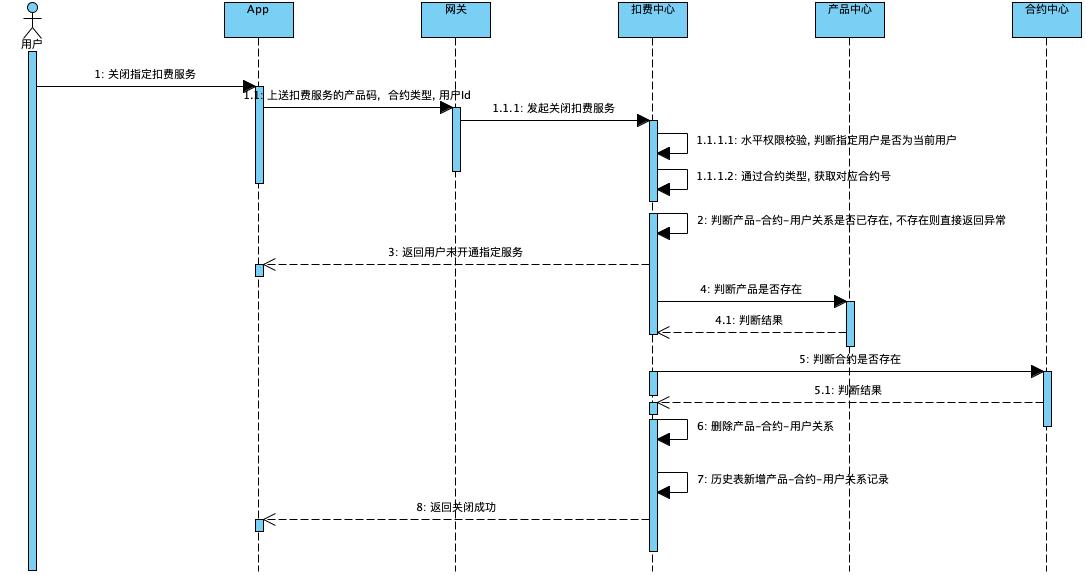 用户
App
网关
扣费中心
产品中心
合约中心
1: 关闭指定扣费服务
1.1: 上送扣费服务的产品码，合约类型, 用户Id
1.1.1: 发起关闭扣费服务
1.1.1.1: 水平权限校验, 判断指定用户是否为当前用户
1.1.1.2: 通过合约类型, 获取对应合约号
2: 判断产品-合约-用户关系是否已存在, 不存在则直接返回异常
3: 返回用户未开通指定服务
4: 判断产品是否存在
4.1: 判断结果
5: 判断合约是否存在
5.1: 判断结果
6: 删除产品-合约-用户关系
7: 历史表新增产品-合约-用户关系记录
8: 返回关闭成功